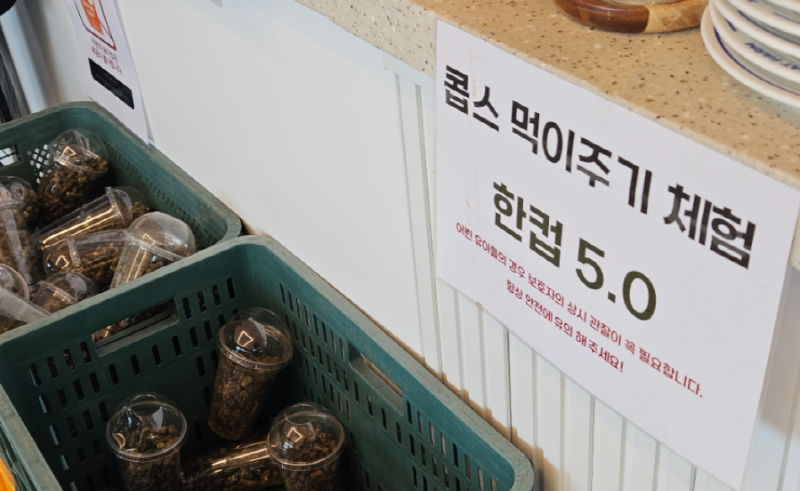 콥스 먹이주기 체험
한컵 5.0
어린 유아들의 경우 보호자의 상시 관찰이 꼭 필요합니다.
항상 안전에 유의 해 주세요!